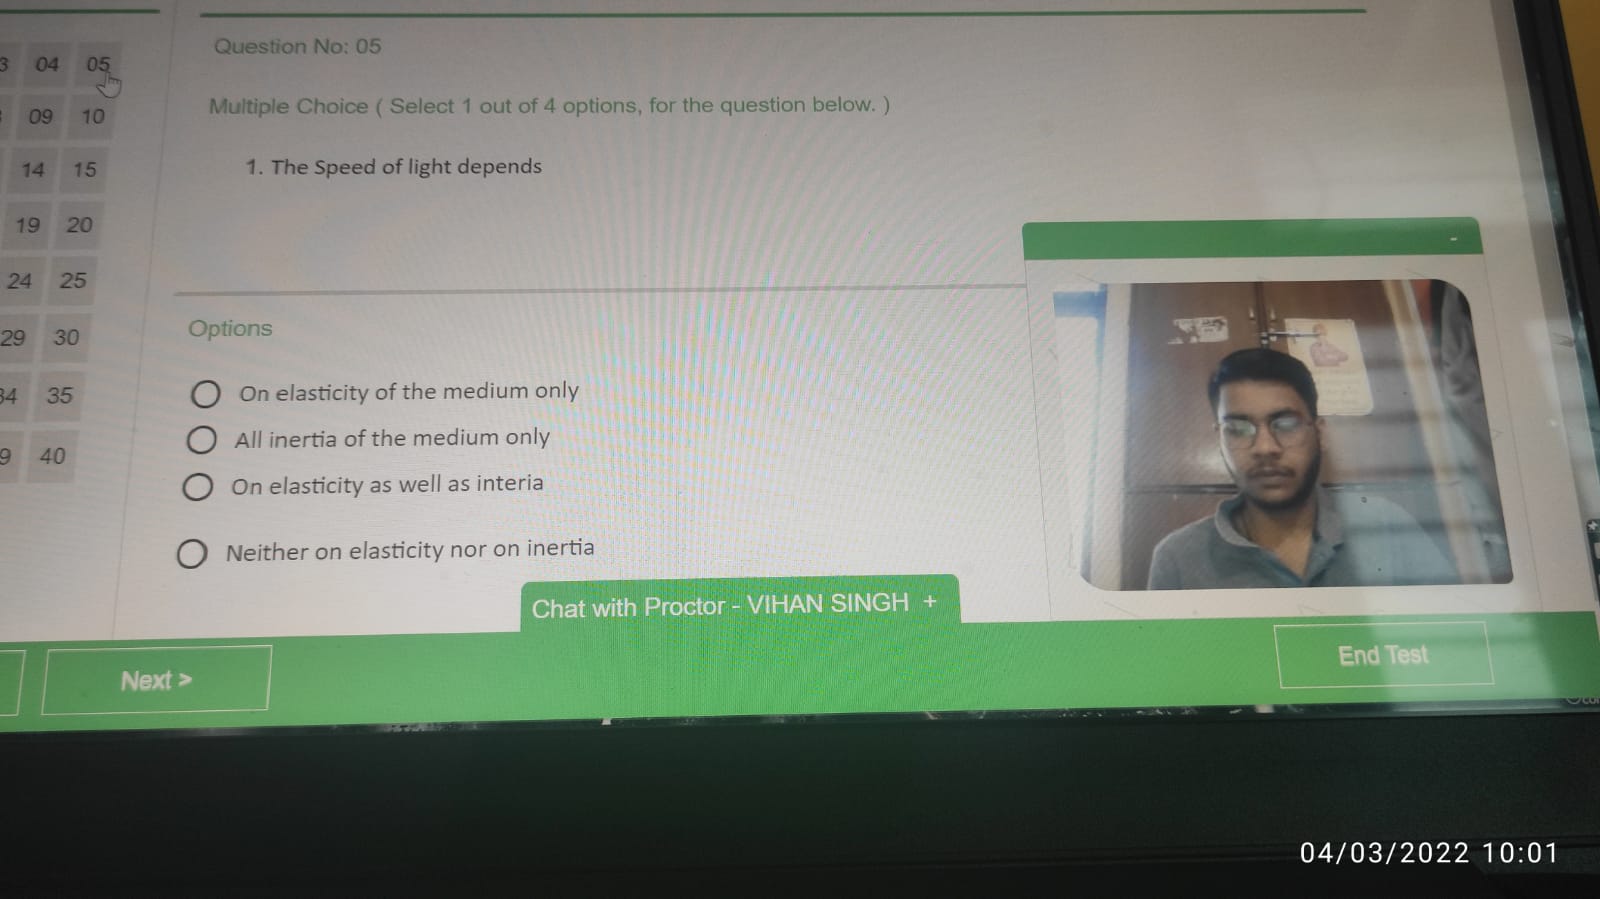 Question No: 05
Multiple Choice ( Select 1 out of 4 options, for the question below. )
1. The Speed of light depends
3 04 05
09 10
14 15
19 20
24 25
29 30
34 35
9 40
Options
On elasticity of the medium only
All inertia of the medium only
On elasticity as well as interia
Neither on elasticity nor on inertia
Chat with Proctor - VIHAN SINGH +
Next >
End Test
04/03/2022 10:01